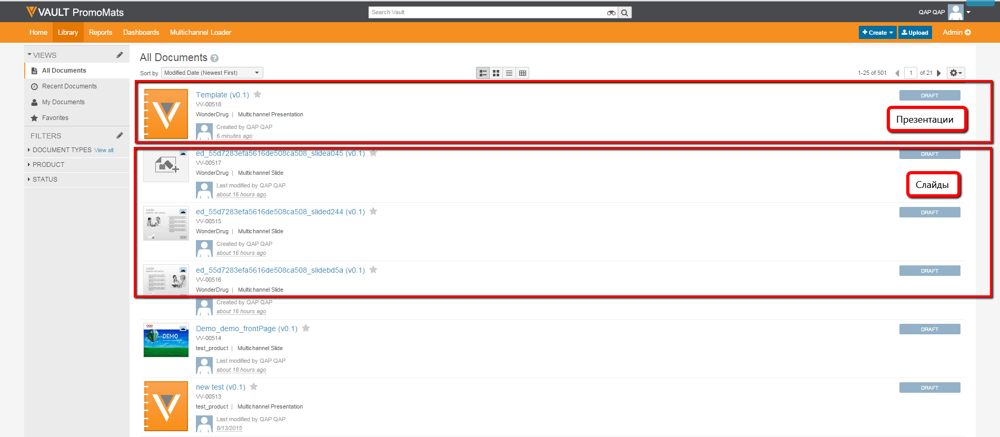 VAULT PromoMats
Search Vault
QAP QAP
Home Library Reports Dashboards Multichannel Loader
Create Upload Admin
VIEWS
All Documents
Recent Documents
My Documents
Favorites
FILTERS
DOCUMENT TYPES View all
PRODUCT
STATUS
All Documents ?
Sort by Modified Date (Newest First)
1-25 of 501 1 of 21
Template (v0.1)
VV-00518
WonderDrug | Multichannel Presentation
Created by QAP QAP
6 minutes ago
DRAFT
Презентации
ed_55d7283efa5616de508ca508_slidea045 (v0.1)
VV-00517
WonderDrug | Multichannel Slide
Last modified by QAP QAP
about 16 hours ago
DRAFT
Слайды
ed_55d7283efa5616de508ca508_slided244 (v0.1)
VV-00515
WonderDrug | Multichannel Slide
Created by QAP QAP
about 16 hours ago
DRAFT
ed_55d7283efa5616de508ca508_slidebd5a (v0.1)
VV-00516
WonderDrug | Multichannel Slide
Created by QAP QAP
about 16 hours ago
DRAFT
DEMO
Demo_demo_frontPage (v0.1)
VV-00514
test_product | Multichannel Slide
Last modified by QAP QAP
about 18 hours ago
DRAFT
new test (v0.1)
VV-00513
test_product | Multichannel Presentation
Last modified by QAP QAP
8/13/2015
DRAFT